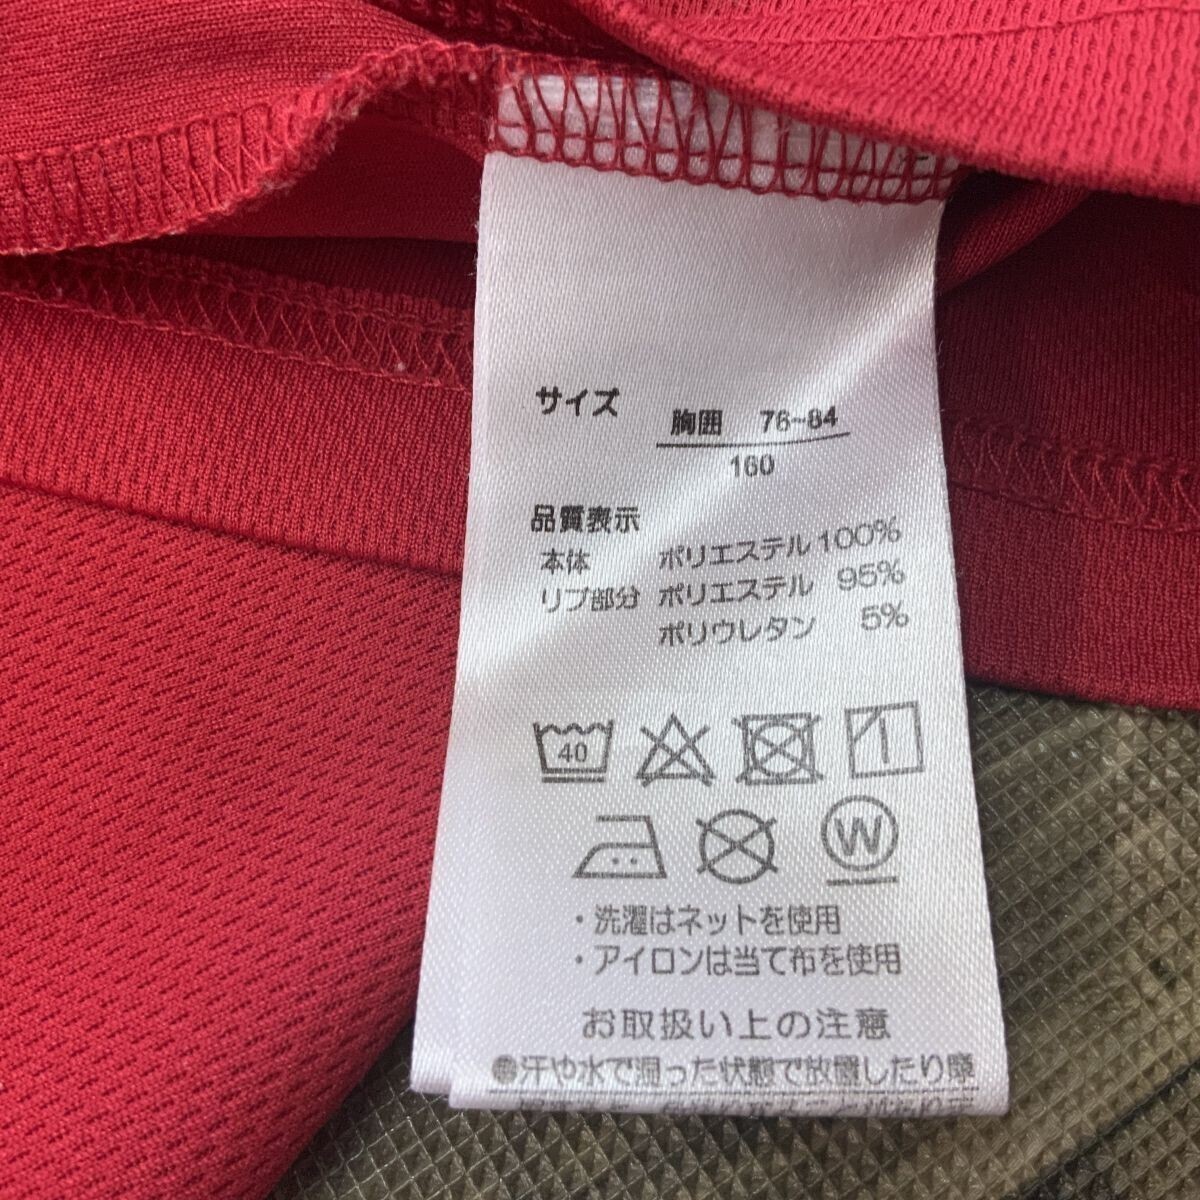 サイズ 胸囲 76~84
160
品質表示
本体 ポリエステル 100%
リブ部分 ポリエステル 95%
ポリウレタン 5%
40
W
・洗濯はネットを使用
・アイロンは当て布を使用
お取扱い上の注意
●汗や水で湿った状態で放置したり摩